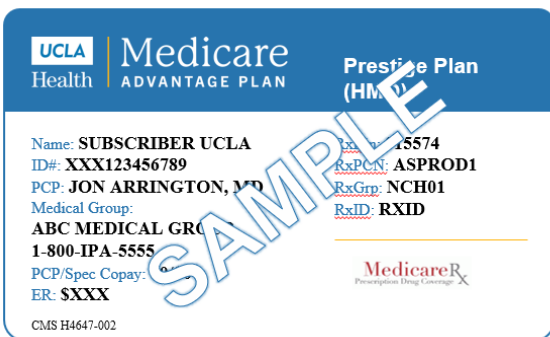 UCLA Health
Medicare
ADVANTAGE PLAN
Prestige Plan
(HMO)
Name: SUBSCRIBER UCLA
ID#: XXX123456789
PCP: JON ARRINGTON, MD
Medical Group:
ABC MEDICAL GROUP
1-800-IPA-5555
PCP/Spec Copay:
ER: $XXX
CMS H4647-002
15574
RxPCN: ASPROD1
RxGrp: NCH01
RxID: RXID
MedicareRx
Prescription Drug Coverage
SAMPLE